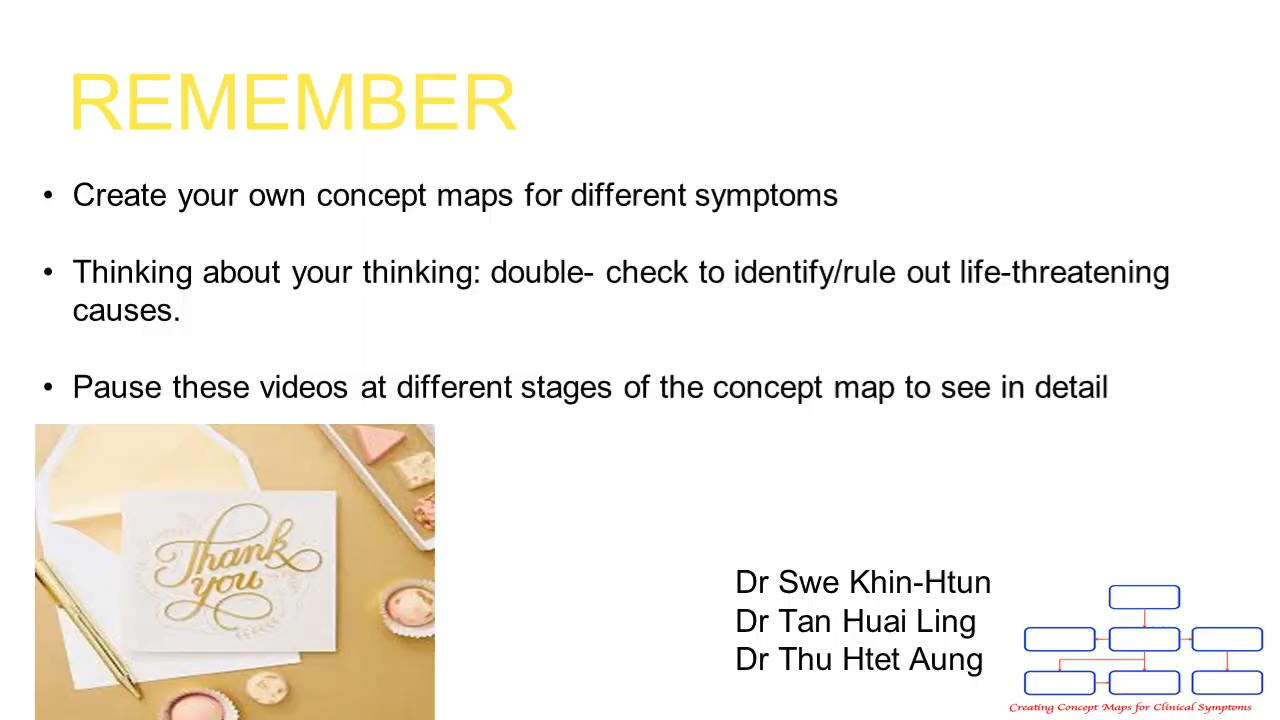 REMEMBER
• Create your own concept maps for different symptoms
• Thinking about your thinking: double- check to identify/rule out life-threatening
causes.
• Pause these videos at different stages of the concept map to see in detail
Thank
you
Dr Swe Khin-Htun
Dr Tan Huai Ling
Dr Thu Htet Aung
Creating Concept Maps for Clinical Symptoms